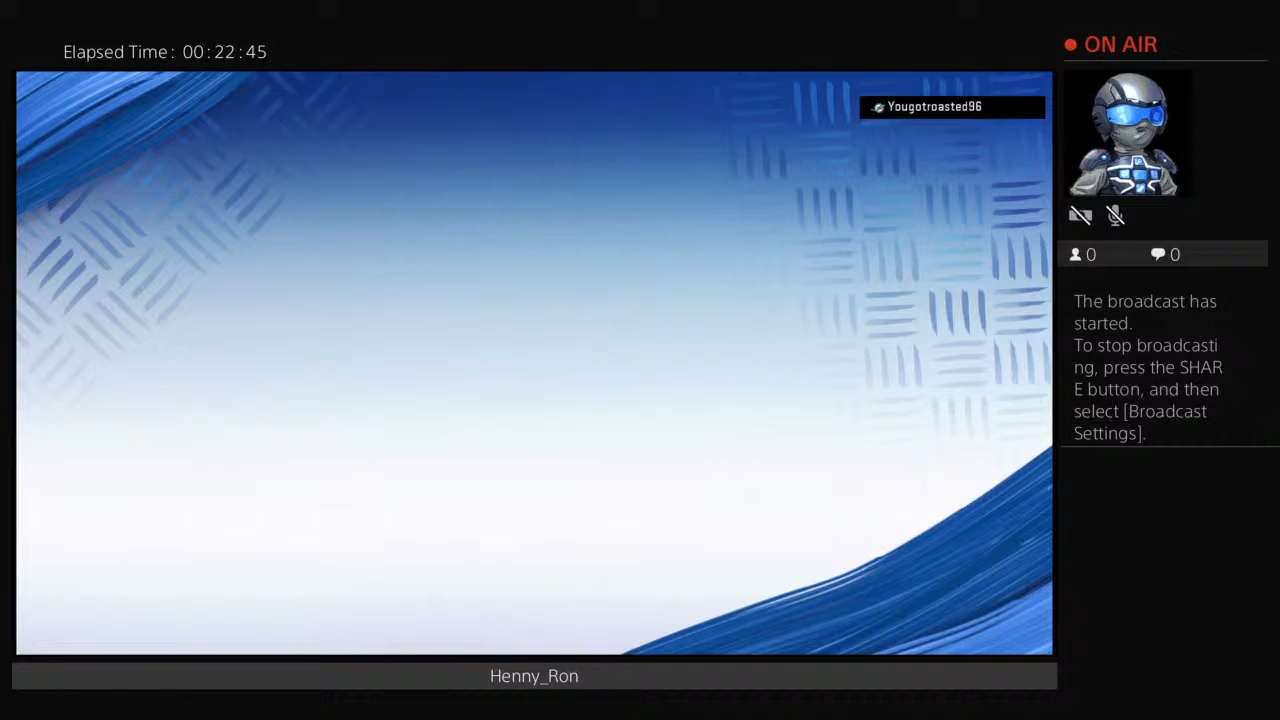 Elapsed Time: 00:22:45
ON AIR
Yougotroasted96
0 0
The broadcast has
started.
To stop broadcasti
ng, press the SHAR
E button, and then
select [Broadcast
Settings].
Henny_Ron